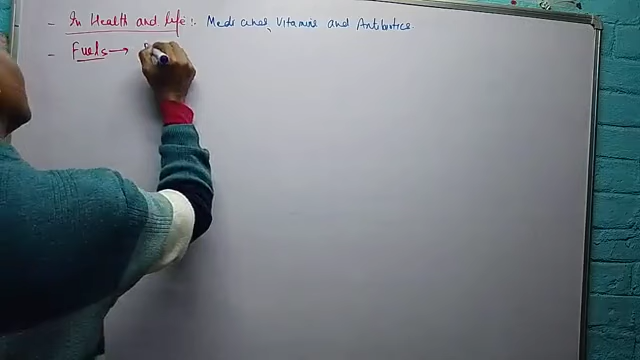 - In Health and life :- Medicines, Vitamins and Antibiotics
- Fuels →